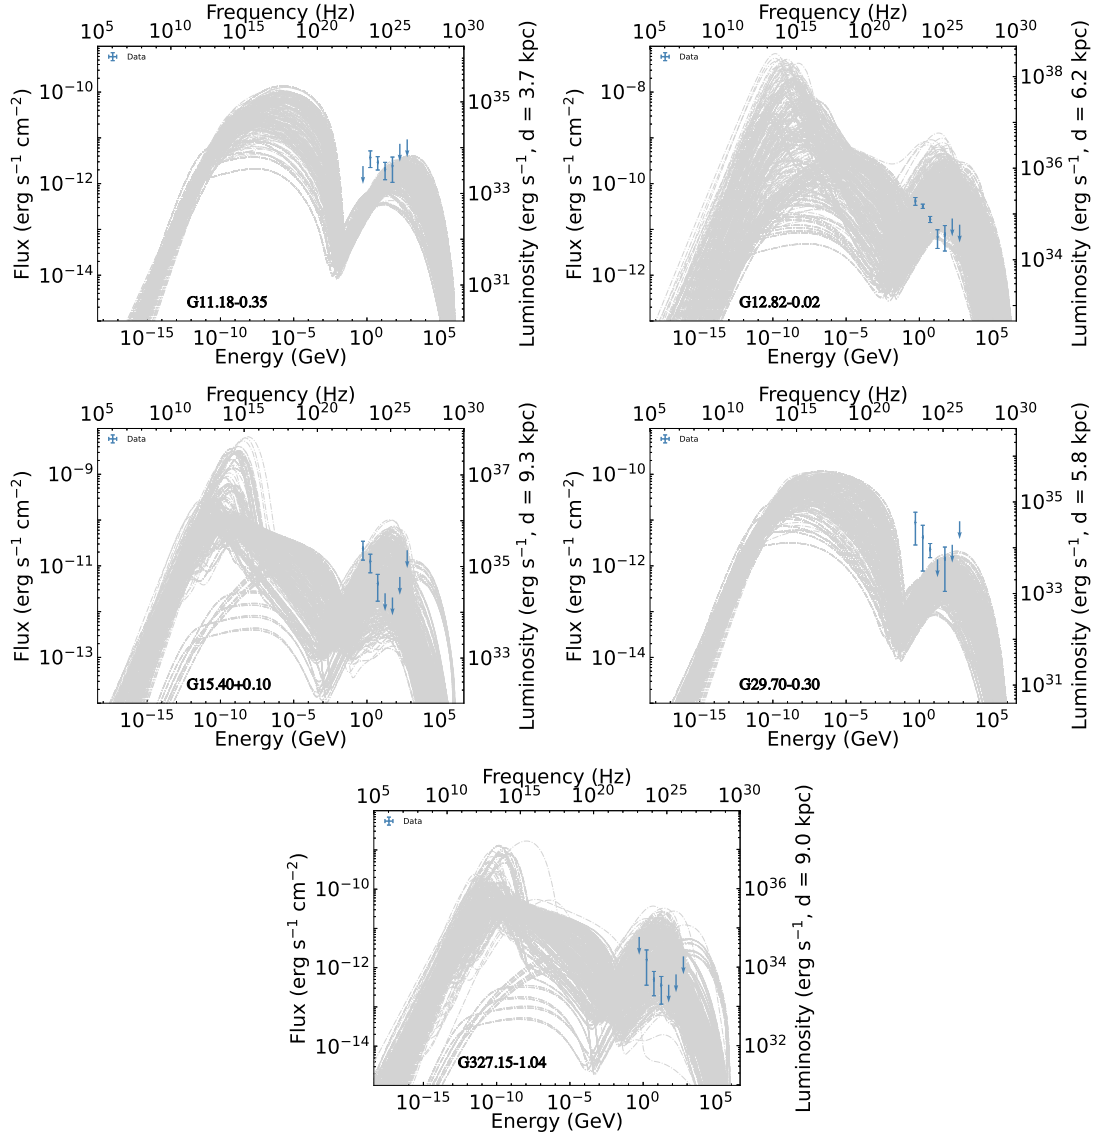 Frequency (Hz)
10^5 10^10 10^15 10^20 10^25 10^30
Data
Flux (erg s^−1 cm^−2)
10^−10
10^−12
10^−14
Luminosity (erg s^−1, d = 3.7 kpc)
10^35
10^33
10^31
G11.18-0.35
10^−15 10^−10 10^−5 10^0 10^5
Energy (GeV)
Frequency (Hz)
10^5 10^10 10^15 10^20 10^25 10^30
Data
Flux (erg s^−1 cm^−2)
10^−8
10^−10
10^−12
Luminosity (erg s^−1, d = 6.2 kpc)
10^38
10^36
10^34
G12.82-0.02
10^−15 10^−10 10^−5 10^0 10^5
Energy (GeV)
Frequency (Hz)
10^5 10^10 10^15 10^20 10^25 10^30
Data
Flux (erg s^−1 cm^−2)
10^−9
10^−11
10^−13
Luminosity (erg s^−1, d = 9.3 kpc)
10^37
10^35
10^33
G15.40+0.10
10^−15 10^−10 10^−5 10^0 10^5
Energy (GeV)
Frequency (Hz)
10^5 10^10 10^15 10^20 10^25 10^30
Data
Flux (erg s^−1 cm^−2)
10^−10
10^−12
10^−14
Luminosity (erg s^−1, d = 5.8 kpc)
10^35
10^33
10^31
G29.70-0.30
10^−15 10^−10 10^−5 10^0 10^5
Energy (GeV)
Frequency (Hz)
10^5 10^10 10^15 10^20 10^25 10^30
Data
Flux (erg s^−1 cm^−2)
10^−10
10^−12
10^−14
Luminosity (erg s^−1, d = 9.0 kpc)
10^36
10^34
10^32
G327.15-1.04
10^−15 10^−10 10^−5 10^0 10^5
Energy (GeV)